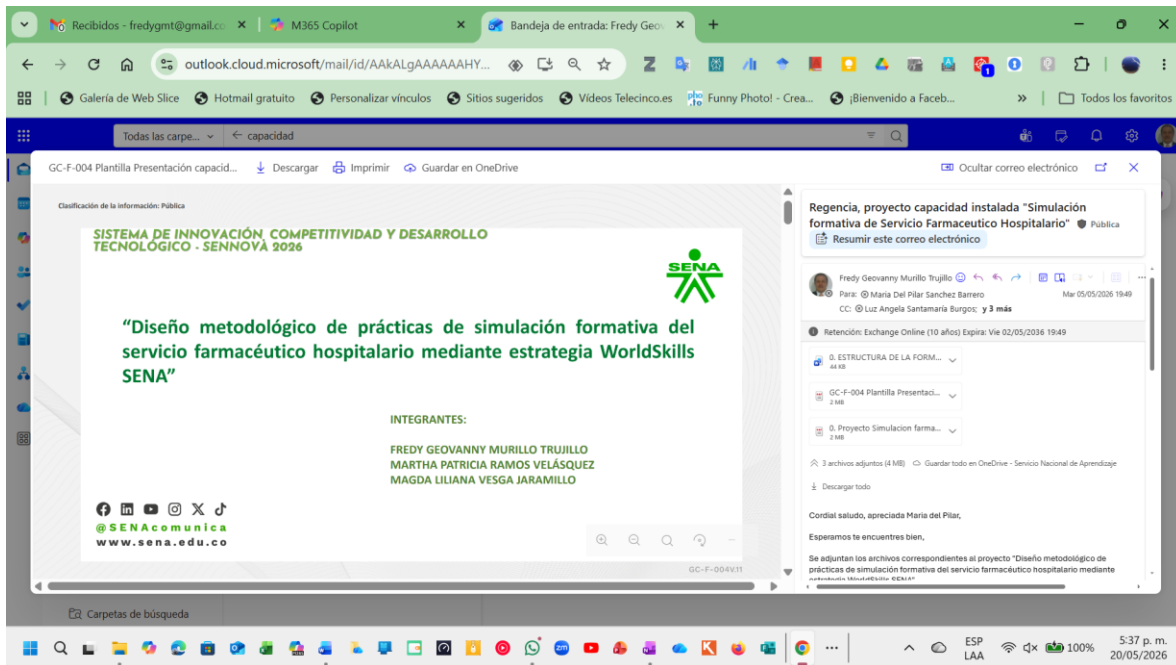 Recibidos - fredygmt@gmail.co
M365 Copilot
Bandeja de entrada: Fredy Geov
outlook.cloud.microsoft/mail/id/AAkALgAAAAAAHY...
Galería de Web Slice
Hotmail gratuito
Personalizar vínculos
Sitios sugeridos
Vídeos Telecinco.es
Funny Photo! - Crea...
¡Bienvenido a Faceb...
»
Todos los favoritos
Todas las carpe...
capacidad
GC-F-004 Plantilla Presentación capacid...
Descargar
Imprimir
Guardar en OneDrive
Ocultar correo electrónico
Clasificación de la información: Pública
SISTEMA DE INNOVACIÓN, COMPETITIVIDAD Y DESARROLLO
TECNOLÓGICO - SENNOVA 2026
SENA
“Diseño metodológico de prácticas de simulación formativa del
servicio farmacéutico hospitalario mediante estrategia WorldSkills
SENA”
INTEGRANTES:
FREDY GEOVANNY MURILLO TRUJILLO
MARTHA PATRICIA RAMOS VELÁSQUEZ
MAGDA LILIANA VESGA JARAMILLO
@SENAcomunica
www.sena.edu.co
GC-F-004V.11
Regencia, proyecto capacidad instalada "Simulación
formativa de Servicio Farmaceutico Hospitalario"
Pública
Resumir este correo electrónico
Fredy Geovanny Murillo Trujillo
Para: Maria Del Pilar Sanchez Barrero
Mar 05/05/2026 19:49
CC: Luz Angela Santamaria Burgos; y 3 más
Retención: Exchange Online (10 años) Expira: Vie 02/05/2036 19:49
0. ESTRUCTURA DE LA FORM...
44 KB
GC-F-004 Plantilla Presentaci...
2 MB
0. Proyecto Simulacion farma...
2 MB
3 archivos adjuntos (4 MB)
Guardar todo en OneDrive - Servicio Nacional de Aprendizaje
Descargar todo
Cordial saludo, apreciada Maria del Pilar,
Esperamos te encuentres bien,
Se adjuntan los archivos correspondientes al proyecto "Diseño metodológico de
prácticas de simulación formativa del servicio farmacéutico hospitalario mediante
estrategia WorldSkills SENA"
Carpetas de búsqueda
ESP
LAA
100%
5:37 p. m.
20/05/2026